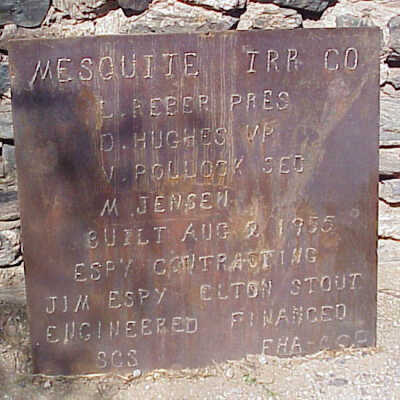 MESQUITE IRR CO
L. REBER PRES
D. HUGHES VP
V. POLLOCK SEC
M. JENSEN
BUILT AUG 2, 1955
ESPY CONTRACTING
JIM ESPY ELTON STOUT
ENGINEERED FINANCED
SCS FHA-